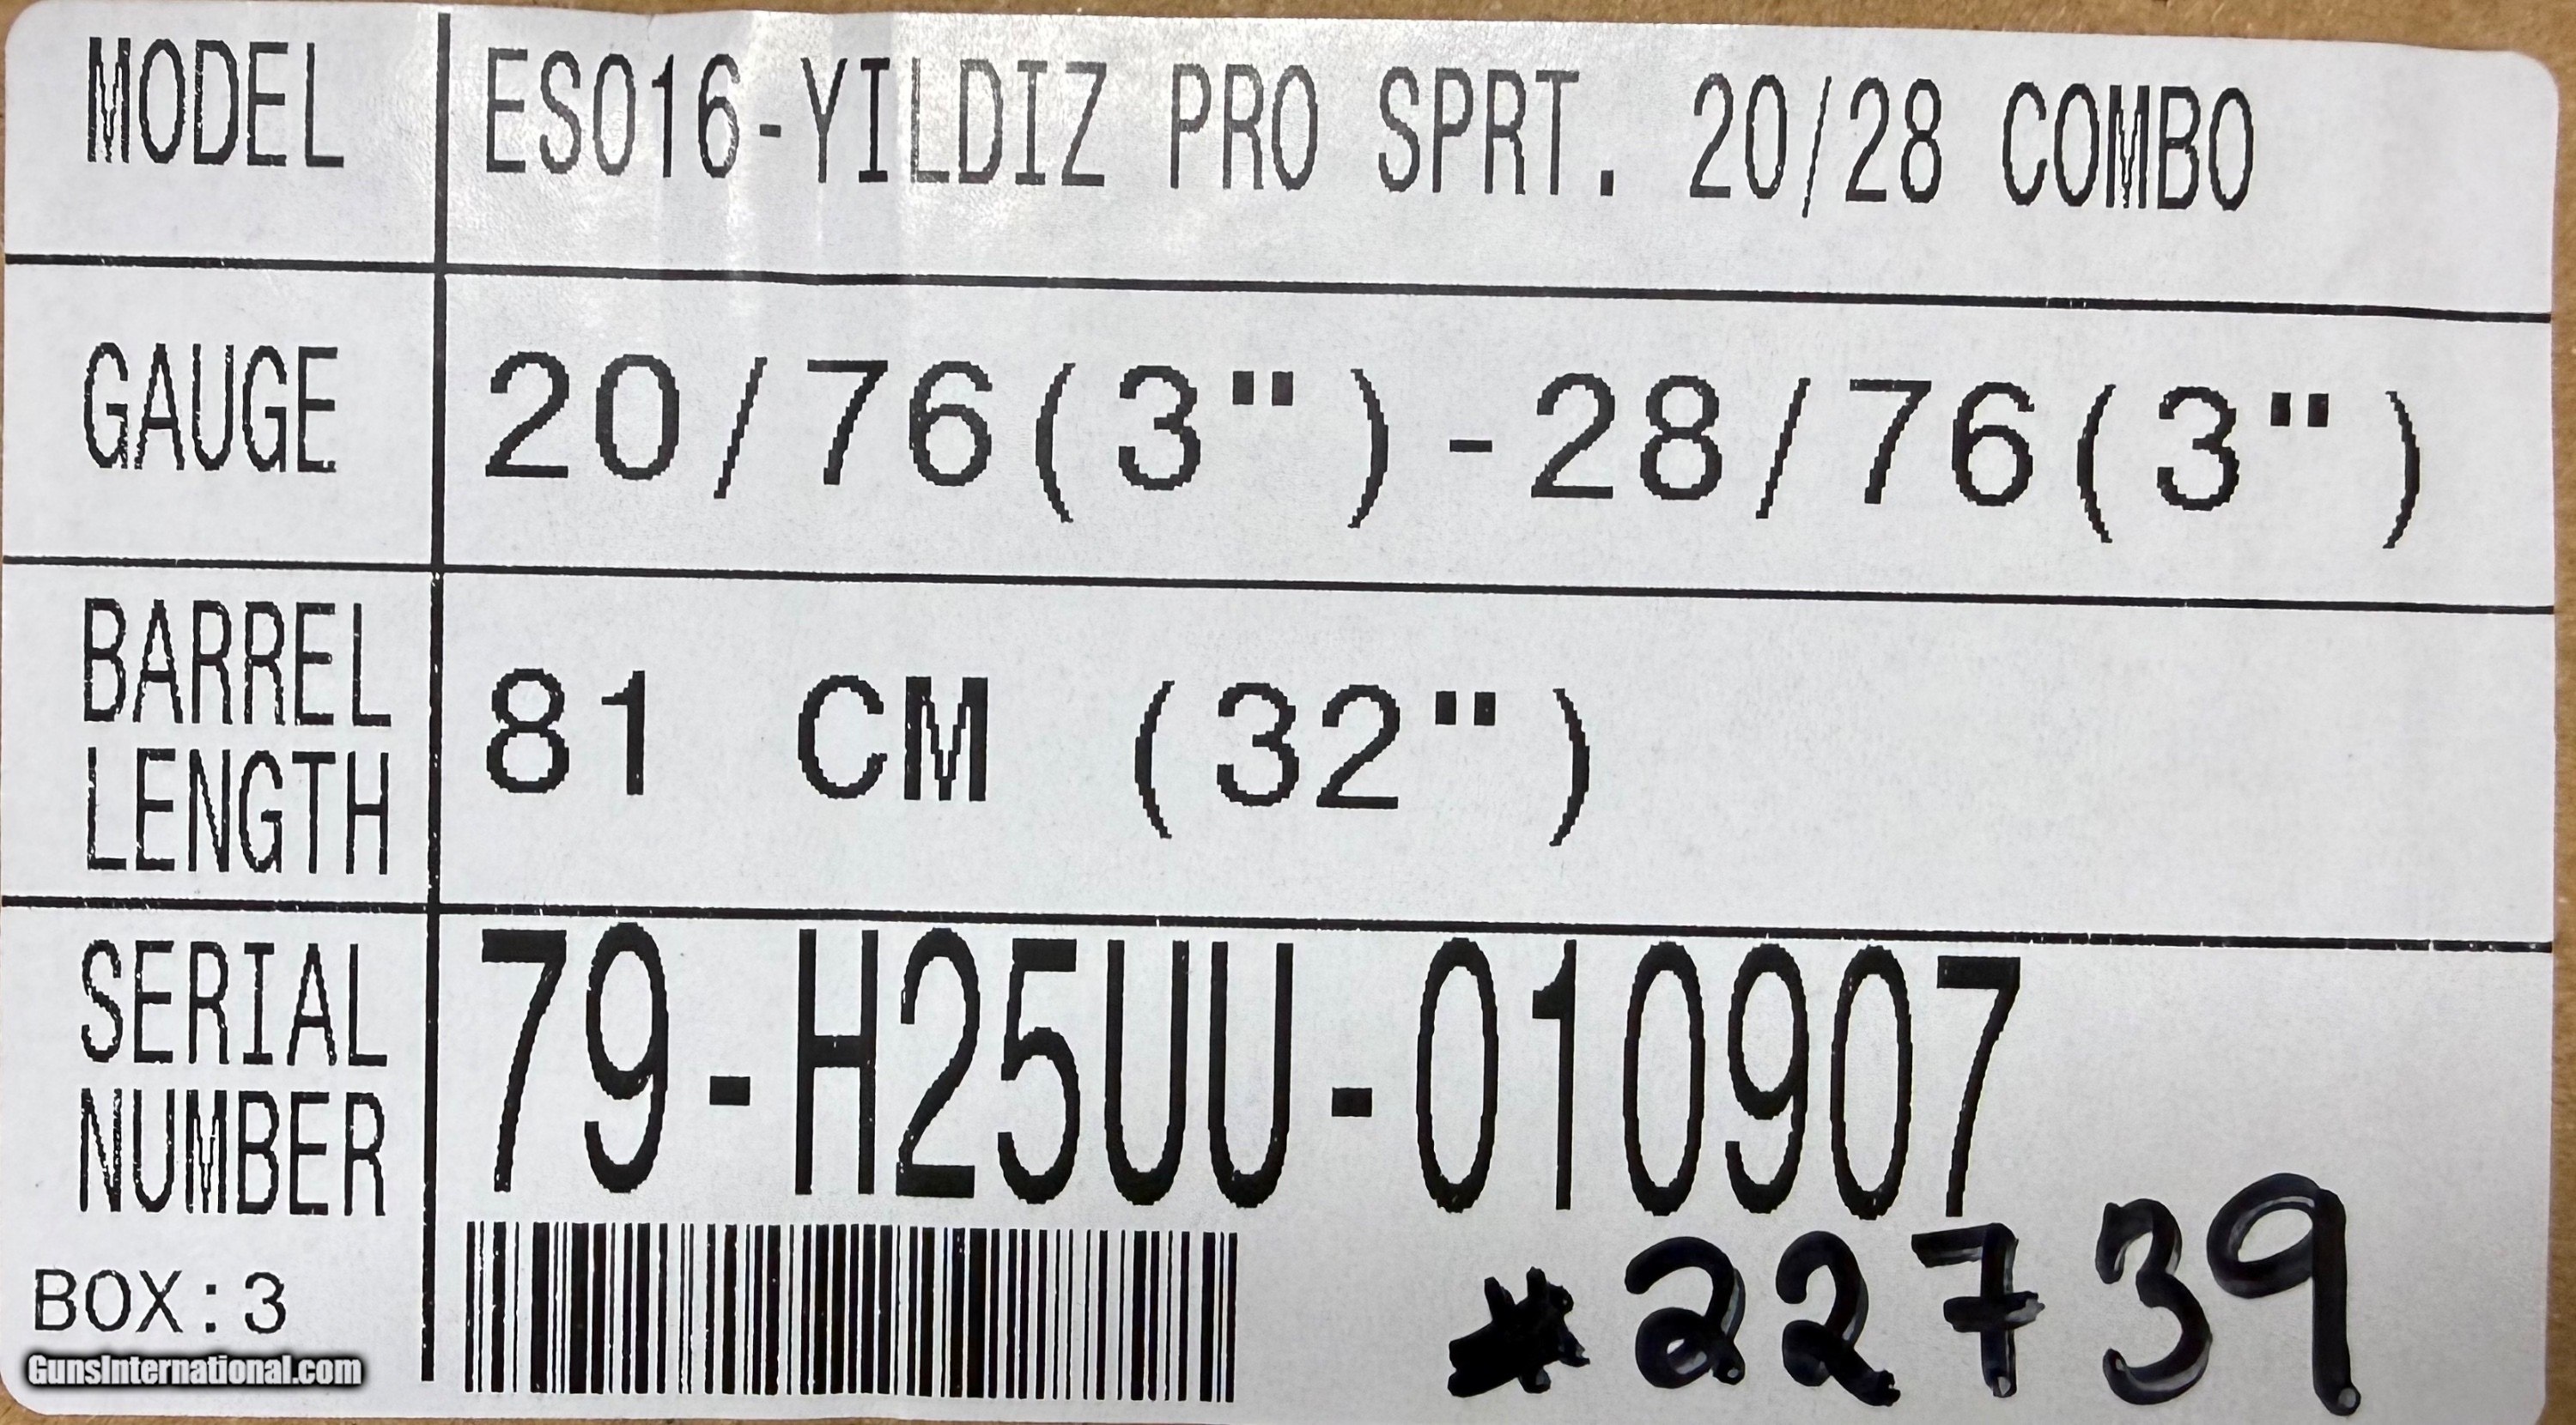 MODEL ES016-YILDIZ PRO SPRT. 20/28 COMBO
GAUGE 20/76(3")-28/76(3")
BARREL
LENGTH
81 CM (32")
SERIAL
NUMBER
79-H25UU-010907
BOX:3
*22739
GunsInternational.com